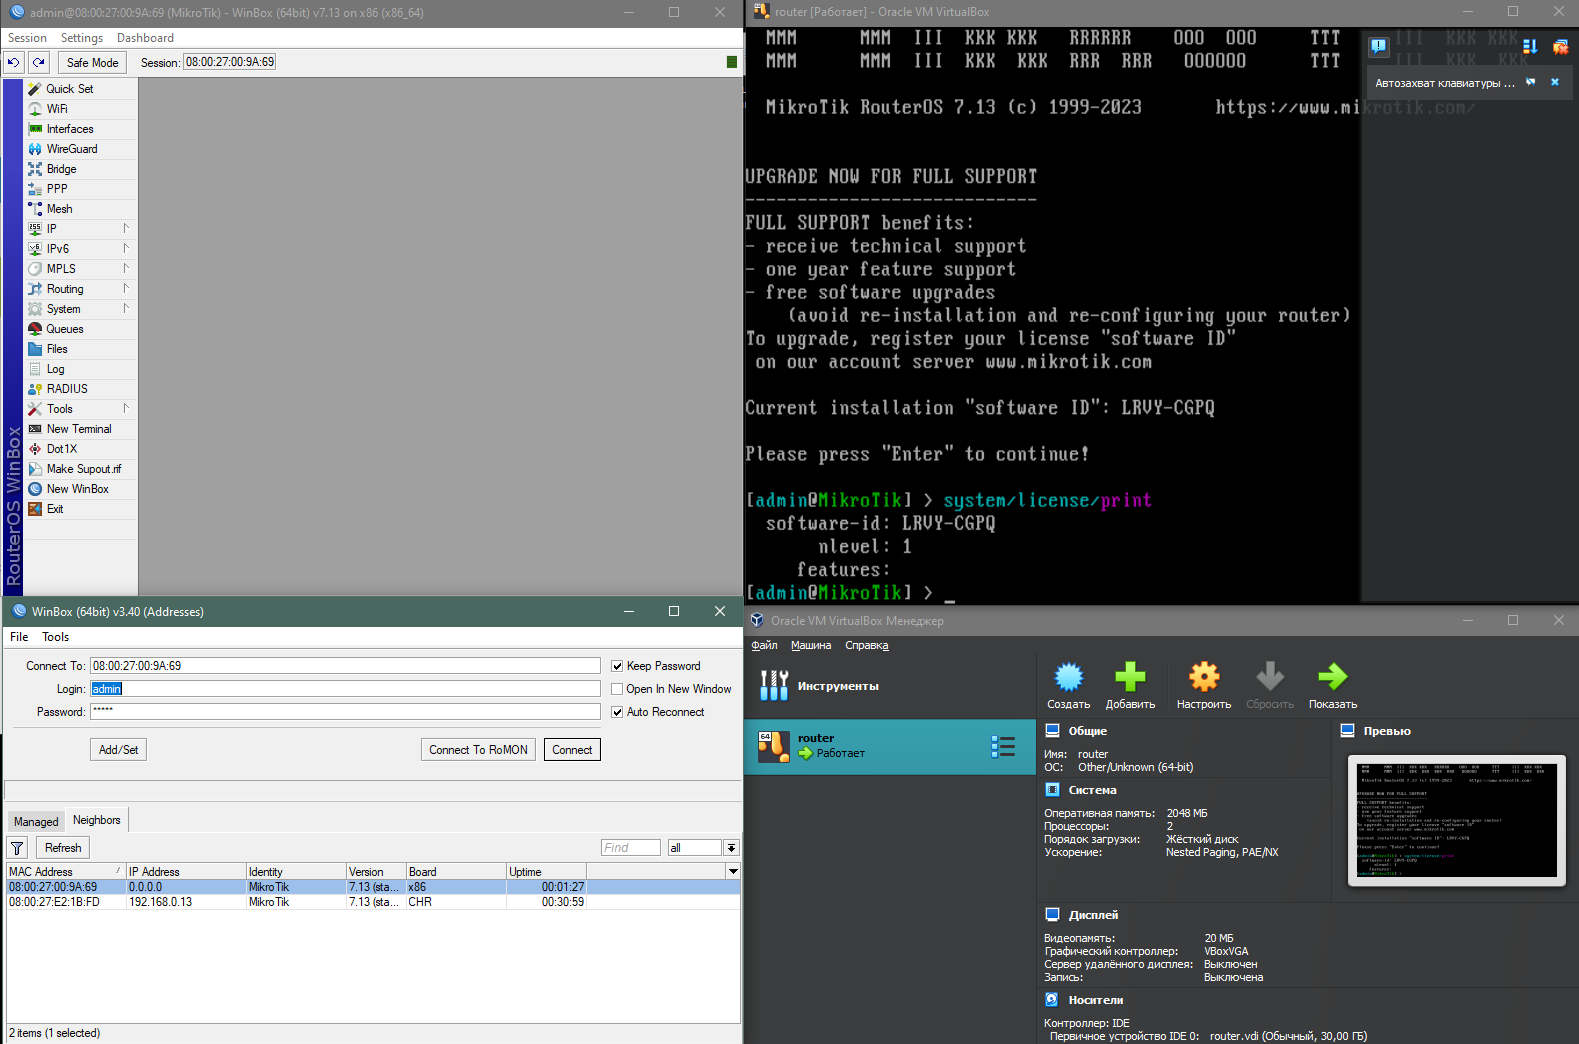 admin@08:00:27:00:9A:69 (MikroTik) - WinBox (64bit) v7.13 on x86 (x86_64)
Session Settings Dashboard
Safe Mode Session: 08:00:27:00:9A:69
Quick Set
WiFi
Interfaces
WireGuard
Bridge
PPP
Mesh
IP
IPv6
MPLS
Routing
System
Queues
Files
Log
RADIUS
Tools
New Terminal
Dot1X
Make Supout.rif
New WinBox
Exit
RouterOS WinBox
router [Работает] - Oracle VM VirtualBox
MMM MMM III KKK KKK RRRRRR OOO OOO TTT III KKK KKK
MMM MMM III KKK KKK RRR RRR OOOOOO TTT III KKK KKK
Автозахват клавиатуры ...
MikroTik RouterOS 7.13 (c) 1999-2023 https://www.mikrotik.com/
UPGRADE NOW FOR FULL SUPPORT
----------------------------
FULL SUPPORT benefits:
- receive technical support
- one year feature support
- free software upgrades
(avoid re-installation and re-configuring your router)
To upgrade, register your license "software ID"
on our account server www.mikrotik.com
Current installation "software ID": LRVY-CGPQ
Please press "Enter" to continue!
[admin@MikroTik] > system/license/print
software-id: LRVY-CGPQ
nlevel: 1
features:
[admin@MikroTik] > _
WinBox (64bit) v3.40 (Addresses)
File Tools
Connect To: 08:00:27:00:9A:69
Keep Password
Login: admin
Open In New Window
Password: *****
Auto Reconnect
Add/Set Connect To RoMON Connect
Managed Neighbors
Refresh Find all
MAC Address IP Address Identity Version Board Uptime
08:00:27:00:9A:69 0.0.0.0 MikroTik 7.13 (sta... x86 00:01:27
08:00:27:E2:1B:FD 192.168.0.13 MikroTik 7.13 (sta... CHR 00:30:59
2 items (1 selected)
Oracle VM VirtualBox Менеджер
Файл Машина Справка
Инструменты
Создать Добавить Настроить Сбросить Показать
64
router
Работает
Общие
Имя: router
ОС: Other/Unknown (64-bit)
Система
Оперативная память: 2048 МБ
Процессоры: 2
Порядок загрузки: Жёсткий диск
Ускорение: Nested Paging, PAE/NX
Превью
Дисплей
Видеопамять: 20 МБ
Графический контроллер: VBoxVGA
Сервер удалённого дисплея: Выключен
Запись: Выключена
Носители
Контроллер: IDE
Первичное устройство IDE 0: router.vdi (Обычный, 30,00 ГБ)